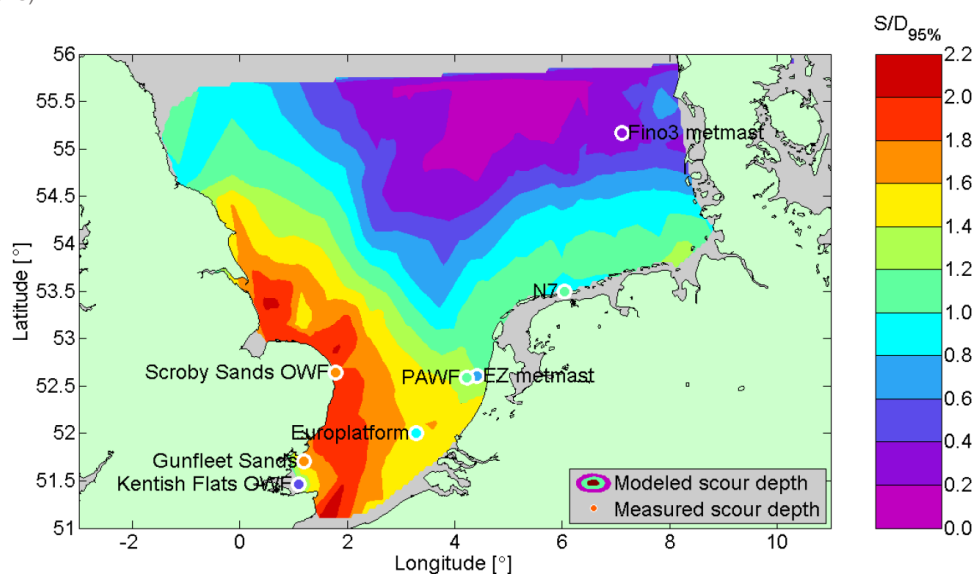 S/D95%
56
55.5
55
54.5
54
53.5
53
52.5
52
51.5
51
Latitude [°]
Fino3 metmast
N7
Scroby Sands OWF
PAWF
EZ metmast
Europlatform
Gunfleet Sands
Kentish Flats OWF
Modeled scour depth
Measured scour depth
-2 0 2 4 6 8 10
Longitude [°]
2.2
2.0
1.8
1.6
1.4
1.2
1.0
0.8
0.6
0.4
0.2
0.0